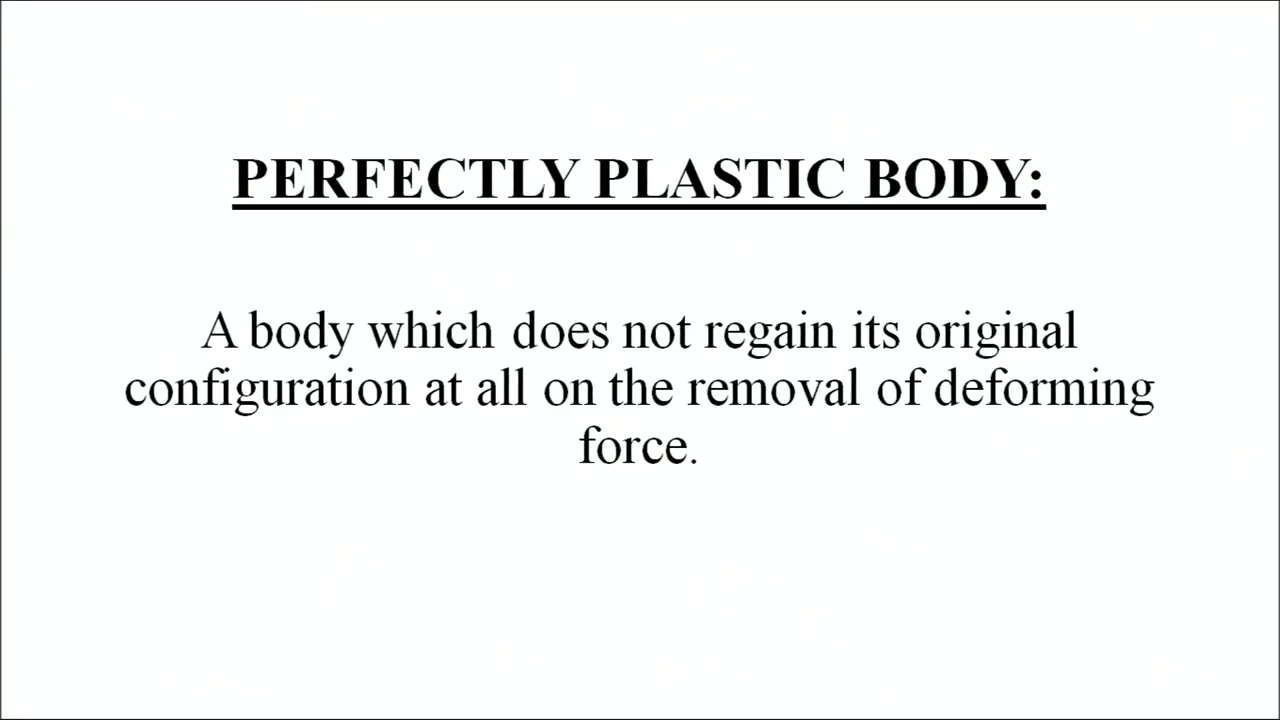 PERFECTLY PLASTIC BODY:
A body which does not regain its original
configuration at all on the removal of deforming
force.